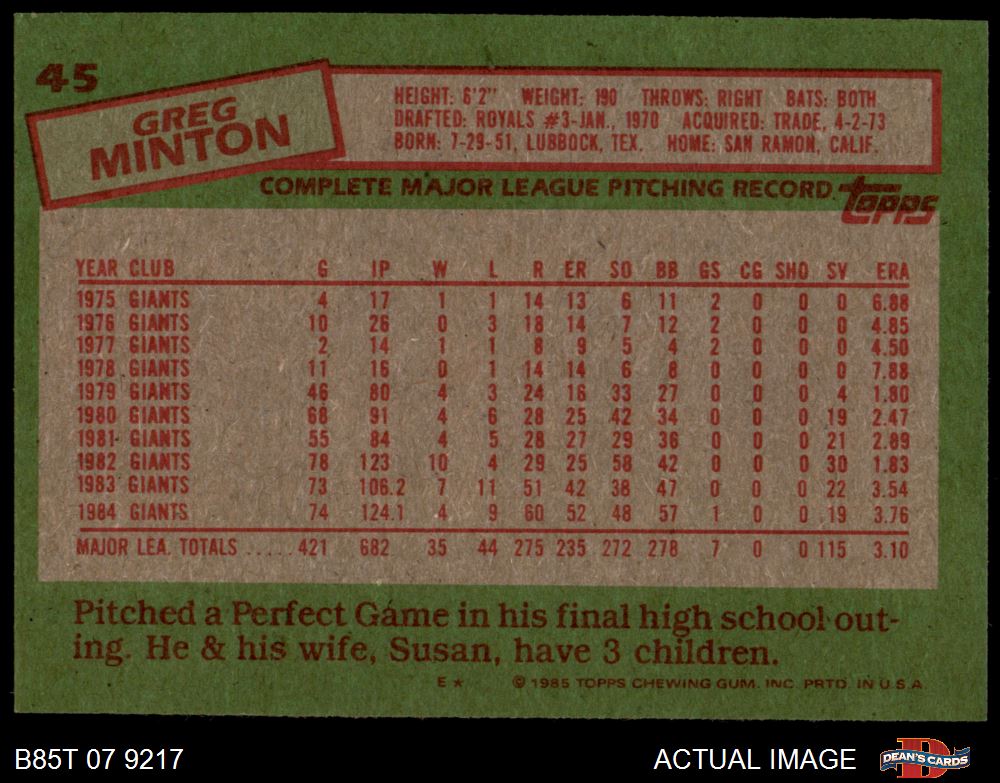 45
GREG
MINTON
HEIGHT: 6'2" WEIGHT: 190 THROWS: RIGHT BATS: BOTH
DRAFTED: ROYALS #3-JAN., 1970 ACQUIRED: TRADE, 4-2-73
BORN: 7-29-51, LUBBOCK, TEX. HOME: SAN RAMON, CALIF.
COMPLETE MAJOR LEAGUE PITCHING RECORD
topps
YEAR CLUB G IP W L R ER SO BB GS CG SHO SV ERA
1975 GIANTS 4 17 1 1 14 13 6 11 2 0 0 0 6.88
1976 GIANTS 10 26 0 3 18 14 7 12 2 0 0 0 4.85
1977 GIANTS 2 14 1 1 8 9 5 4 2 0 0 0 4.50
1978 GIANTS 11 16 0 1 14 14 6 8 0 0 0 0 7.88
1979 GIANTS 46 80 4 3 24 16 33 27 0 0 0 4 1.80
1980 GIANTS 68 91 4 6 28 25 42 34 0 0 0 19 2.47
1981 GIANTS 55 84 4 5 28 27 29 36 0 0 0 21 2.89
1982 GIANTS 78 123 10 4 29 25 58 42 0 0 0 30 1.83
1983 GIANTS 73 106.2 7 11 51 42 38 47 0 0 0 22 3.54
1984 GIANTS 74 124.1 4 9 60 52 48 57 1 0 0 19 3.76
MAJOR LEA. TOTALS ..... 421 682 35 44 275 235 272 278 7 0 0 115 3.10
Pitched a Perfect Game in his final high school out-
ing. He & his wife, Susan, have 3 children.
E * © 1985 TOPPS CHEWING GUM, INC. PRTD. IN U.S.A.
B85T 07 9217 ACTUAL IMAGE DEAN'S CARDS